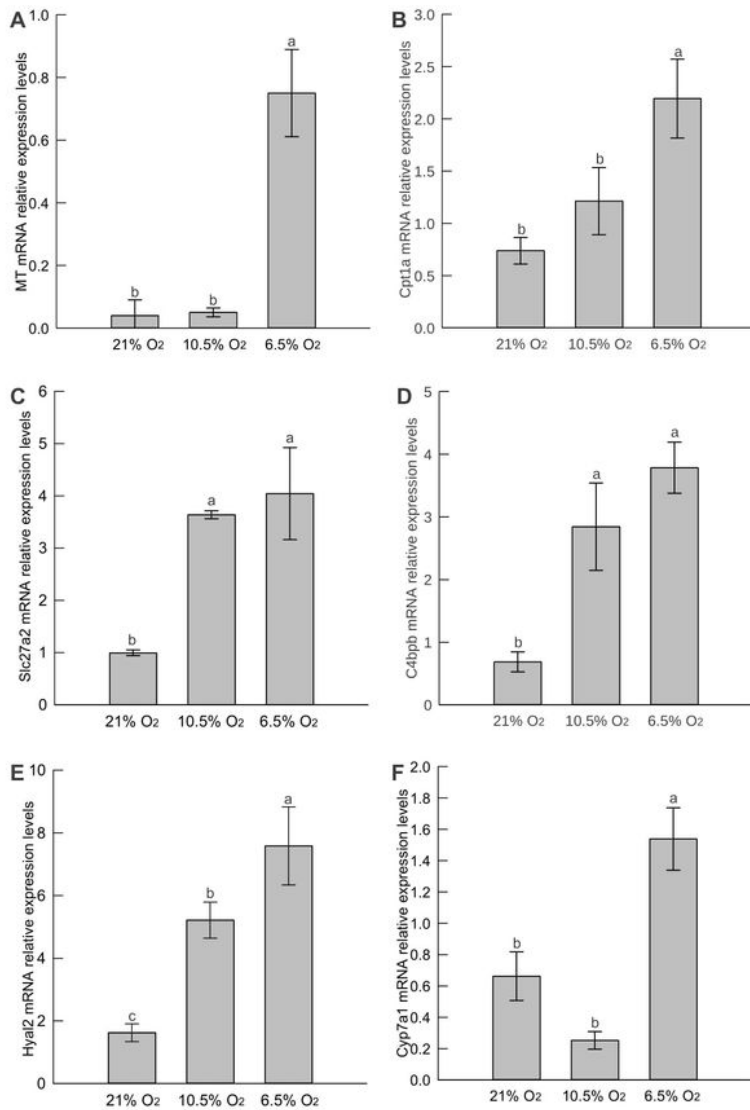 A
MT mRNA relative expression levels
1.0
0.8
0.6
0.4
0.2
0.0
b
b
a
21% O2
10.5% O2
6.5% O2
B
Cpt1a mRNA relative expression levels
3.0
2.5
2.0
1.5
1.0
0.5
0.0
b
b
a
21% O2
10.5% O2
6.5% O2
C
Slc27a2 mRNA relative expression levels
6
5
4
3
2
1
0
b
a
a
21% O2
10.5% O2
6.5% O2
D
C4bpb mRNA relative expression levels
5
4
3
2
1
0
b
a
a
21% O2
10.5% O2
6.5% O2
E
Hyal2 mRNA relative expression levels
10
8
6
4
2
0
c
b
a
21% O2
10.5% O2
6.5% O2
F
Cyp7a1 mRNA relative expression levels
2.0
1.8
1.6
1.4
1.2
1.0
0.8
0.6
0.4
0.2
0.0
b
b
a
21% O2
10.5% O2
6.5% O2